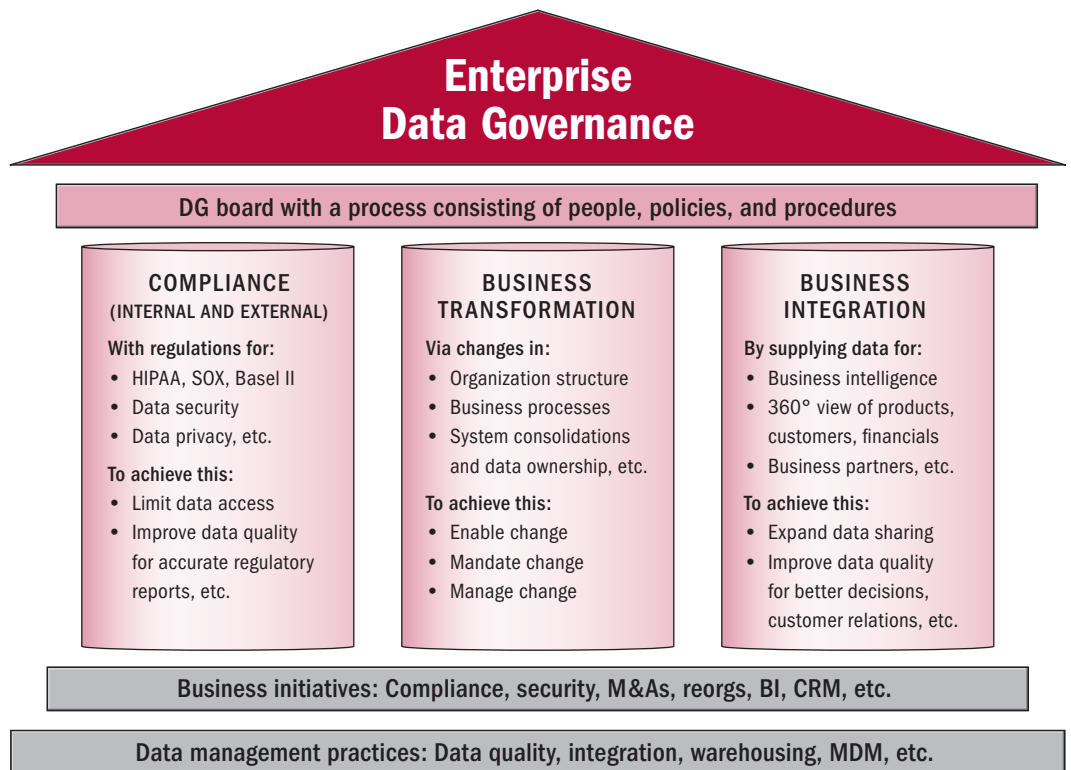 Enterprise
Data Governance
DG board with a process consisting of people, policies, and procedures
COMPLIANCE
(INTERNAL AND EXTERNAL)
With regulations for:
• HIPAA, SOX, Basel II
• Data security
• Data privacy, etc.
To achieve this:
• Limit data access
• Improve data quality
for accurate regulatory
reports, etc.
BUSINESS
TRANSFORMATION
Via changes in:
• Organization structure
• Business processes
• System consolidations
and data ownership, etc.
To achieve this:
• Enable change
• Mandate change
• Manage change
BUSINESS
INTEGRATION
By supplying data for:
• Business intelligence
• 360° view of products,
customers, financials
• Business partners, etc.
To achieve this:
• Expand data sharing
• Improve data quality
for better decisions,
customer relations, etc.
Business initiatives: Compliance, security, M&As, reorgs, BI, CRM, etc.
Data management practices: Data quality, integration, warehousing, MDM, etc.